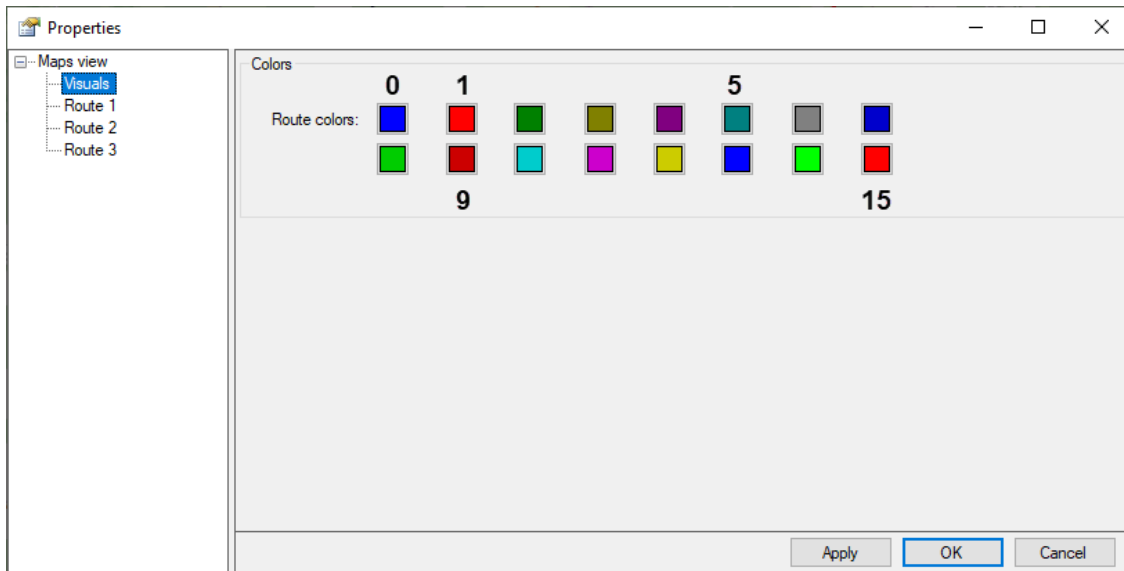 Properties
Maps view
Visuals
Route 1
Route 2
Route 3
Colors
0 1 5
Route colors:
9 15
Apply OK Cancel